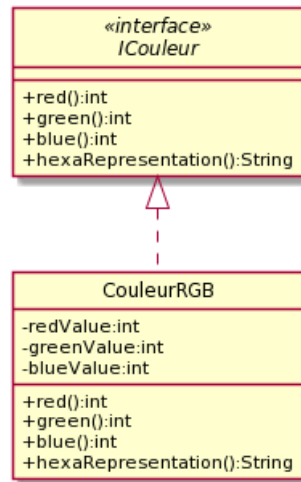 «interface»
ICouleur
+red():int
+green():int
+blue():int
+hexaRepresentation():String
CouleurRGB
-redValue:int
-greenValue:int
-blueValue:int
+red():int
+green():int
+blue():int
+hexaRepresentation():String